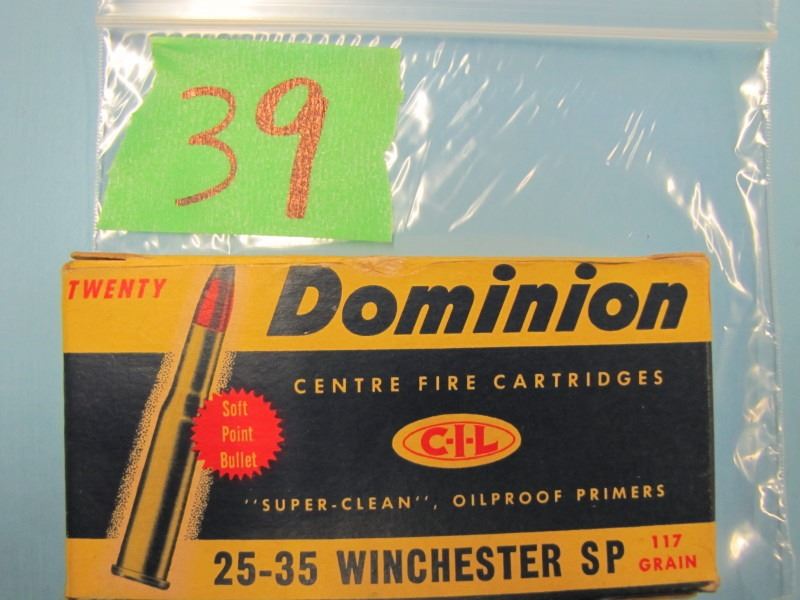 39
TWENTY
Dominion
CENTRE FIRE CARTRIDGES
Soft
Point
Bullet
C-I-L
"SUPER-CLEAN", OILPROOF PRIMERS
25-35 WINCHESTER SP
117
GRAIN